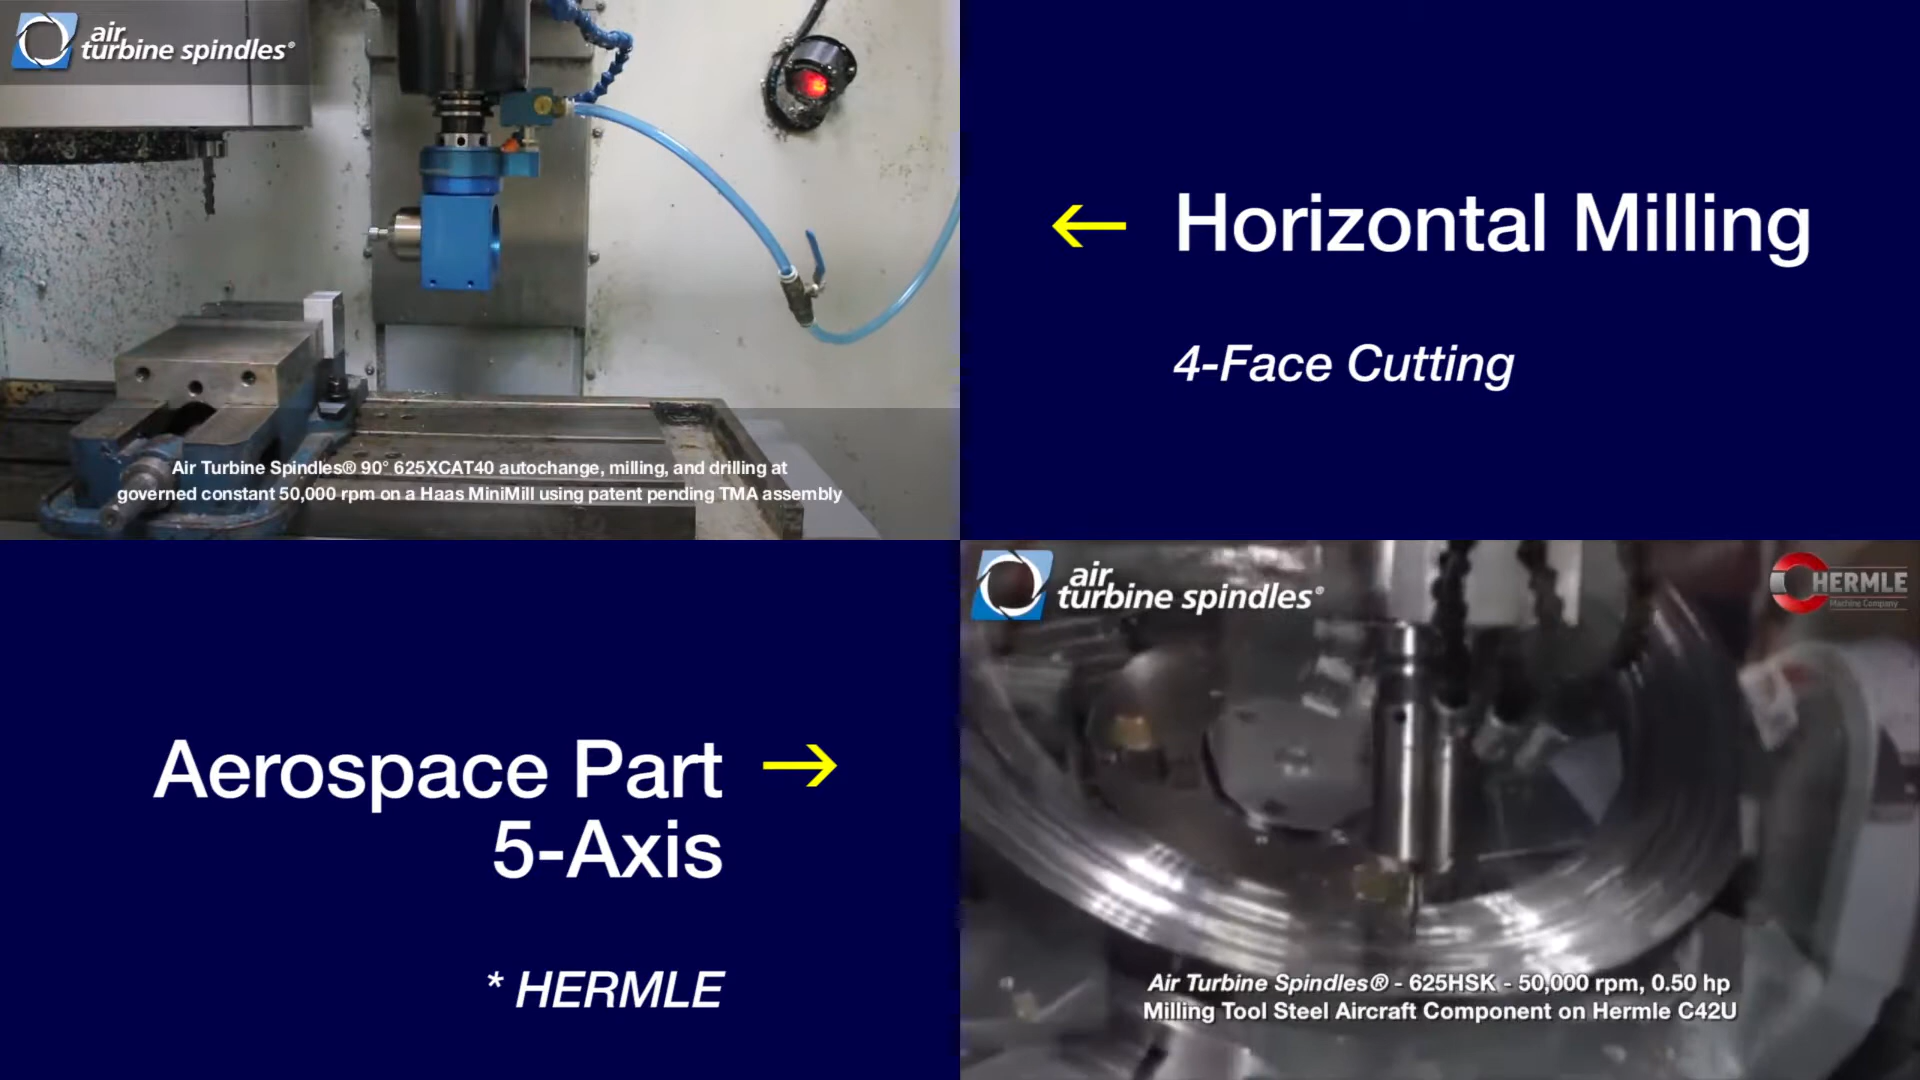 air
turbine spindles®
← Horizontal Milling
4-Face Cutting
Air Turbine Spindles® 90° 625XCAT40 autochange, milling, and drilling at
governed constant 50,000 rpm on a Haas MiniMill using patent pending TMA assembly
Aerospace Part →
5-Axis
* HERMLE
air
turbine spindles®
HERMLE
Machine Company
Air Turbine Spindles® - 625HSK - 50,000 rpm, 0.50 hp
Milling Tool Steel Aircraft Component on Hermle C42U